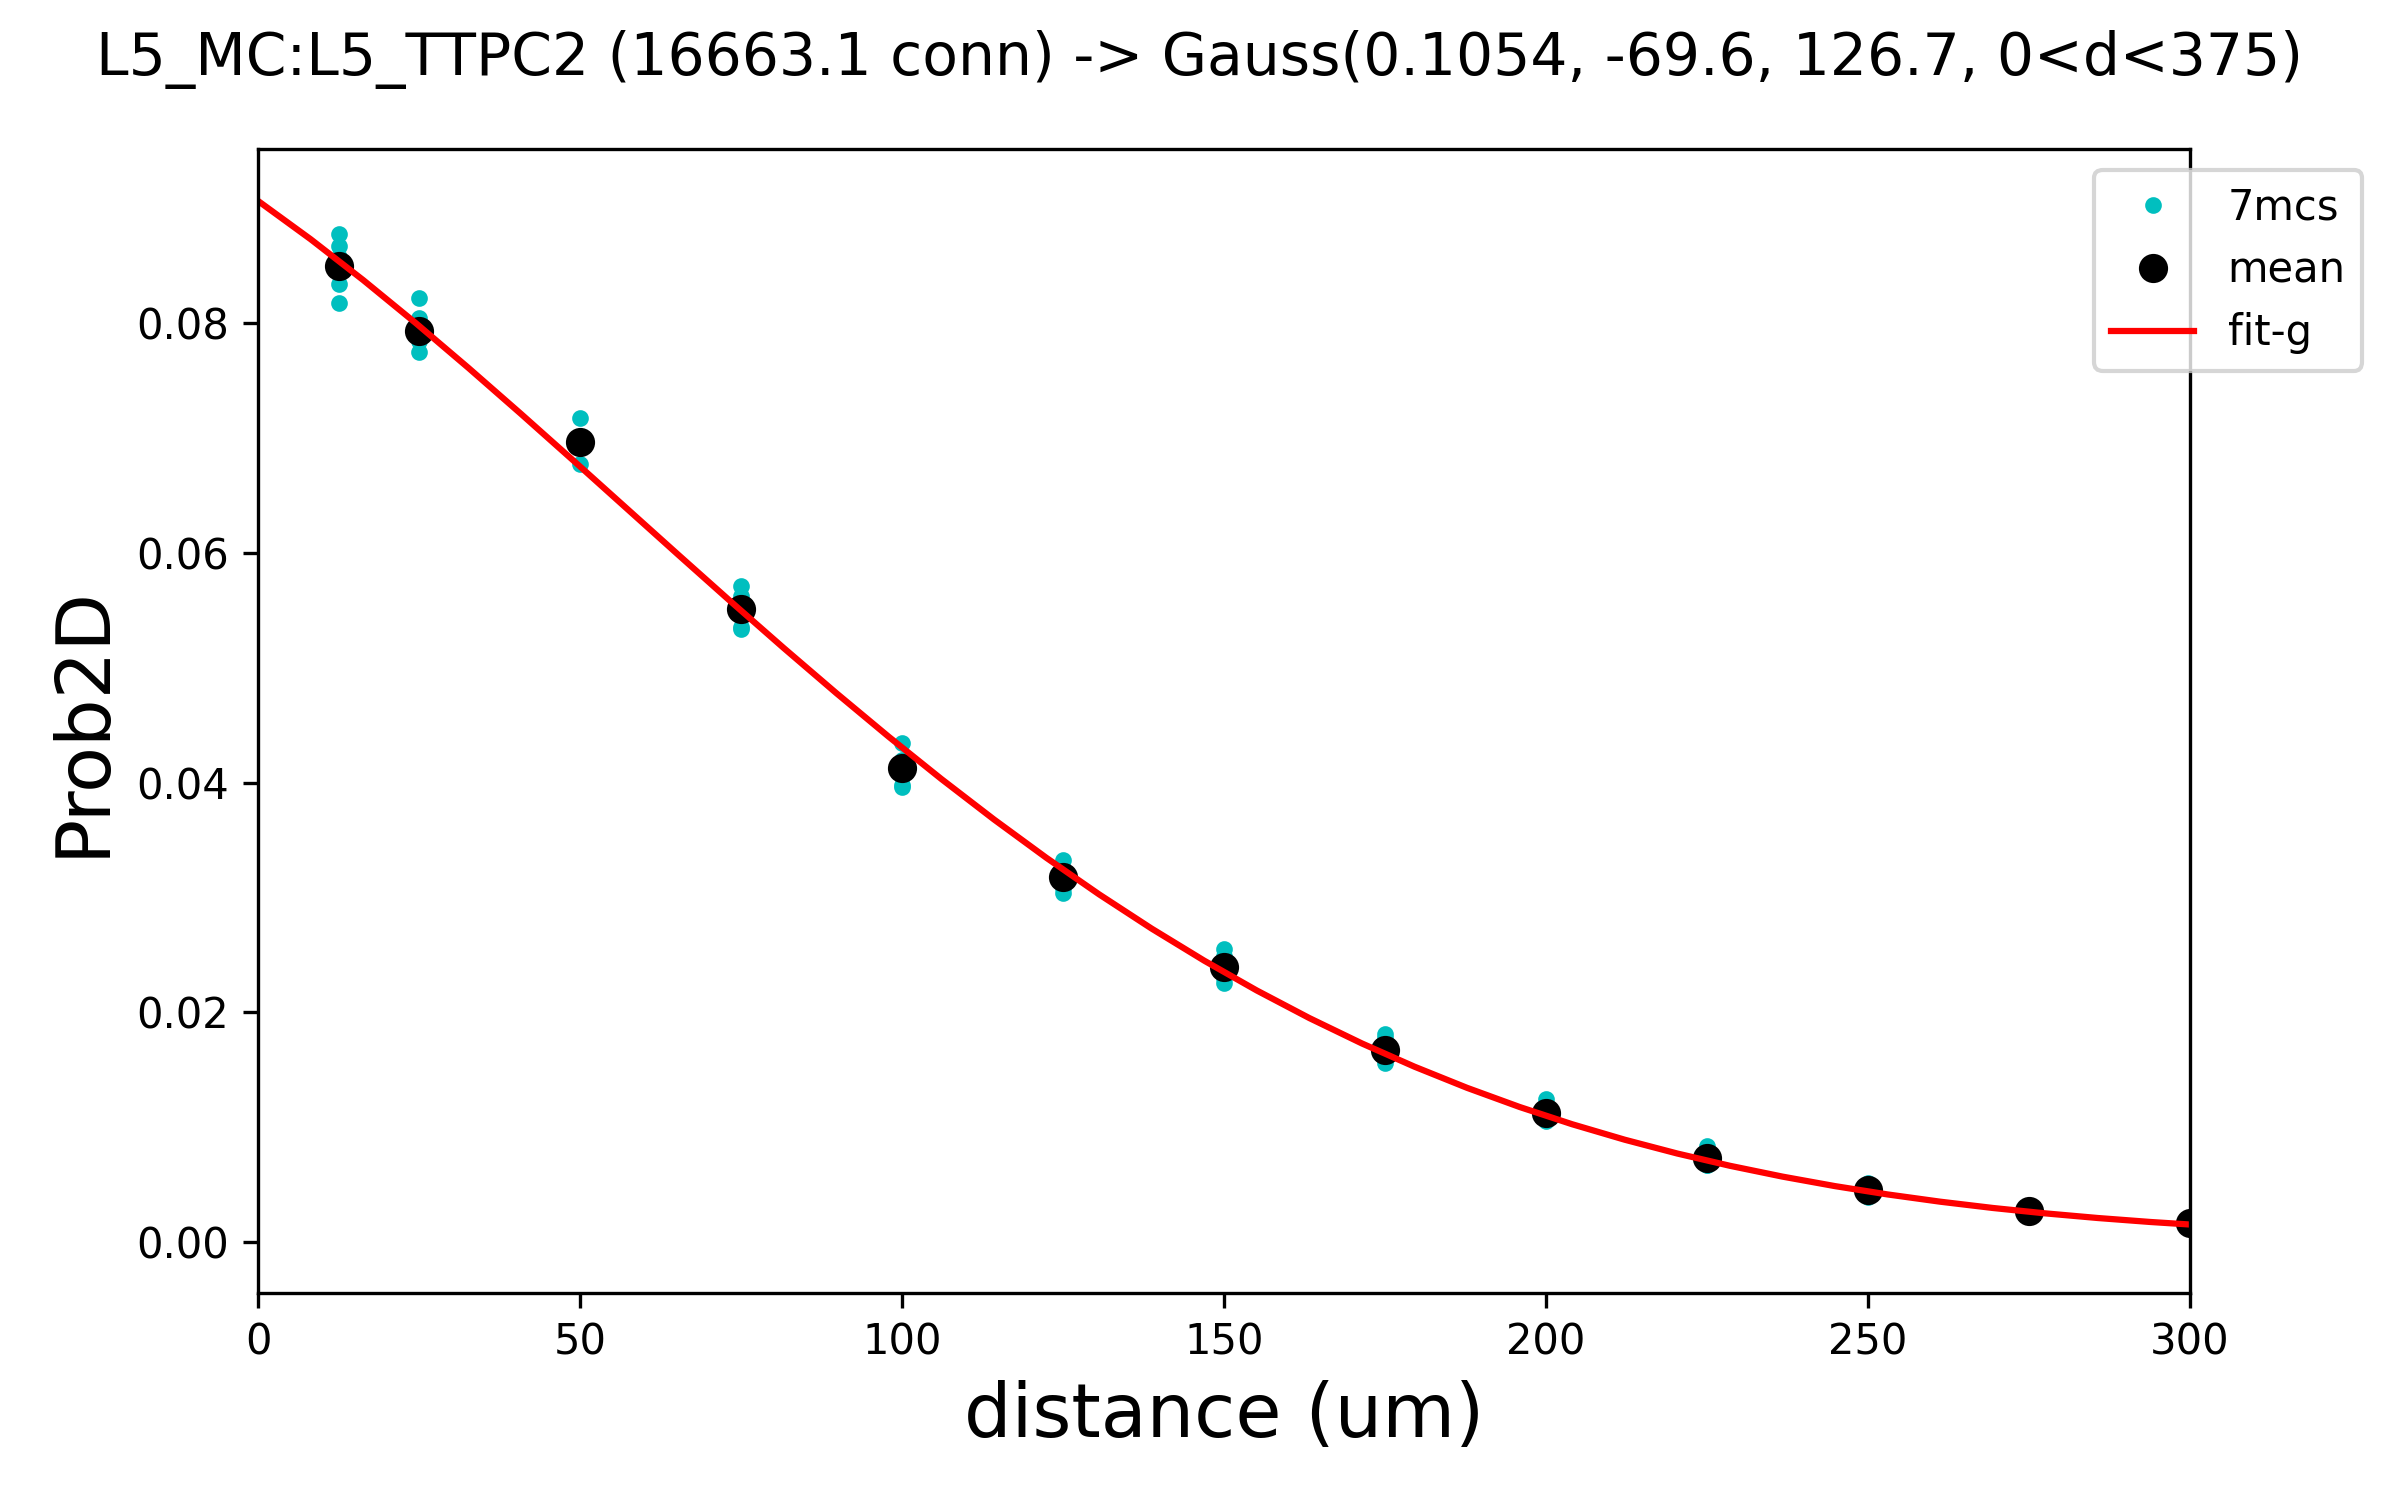 L5_MC:L5_TTPC2 (16663.1 conn) -> Gauss(0.1054, -69.6, 126.7, 0<d<375)
7mcs
mean
fit-g
Prob2D
0.08
0.06
0.04
0.02
0.00
0 50 100 150 200 250 300
distance (um)